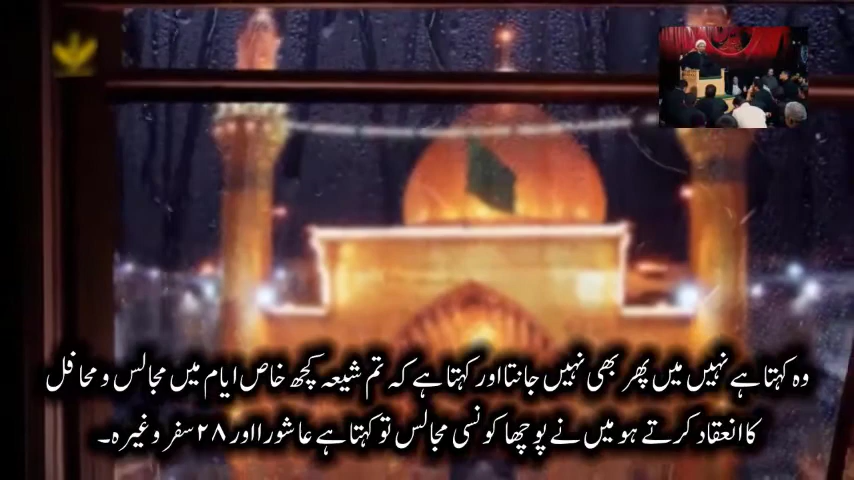 وہ کہتا ہے نہیں میں پھر بھی نہیں جانتا اور کہتا ہے کہ تم شیعہ کچھ خاص ایام میں مجالس و محافل
کا انعقاد کرتے ہو میں نے پوچھا کونسی مجالس تو کہتا ہے عاشورا اور ۲۸ سفر وغیرہ۔